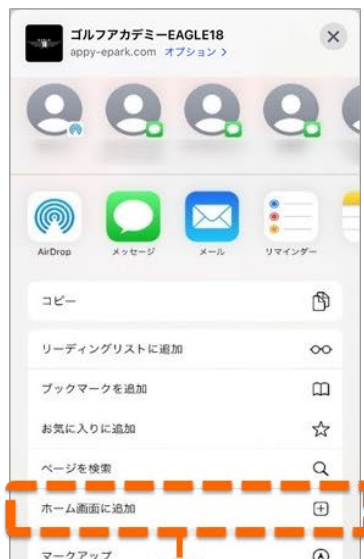 ゴルフアカデミーEAGLE18
appy-epark.com オプション >
AirDrop メッセージ メール リマインダー
コピー
リーディングリストに追加
ブックマークを追加
お気に入りに追加
ページを検索
ホーム画面に追加
マークアップ